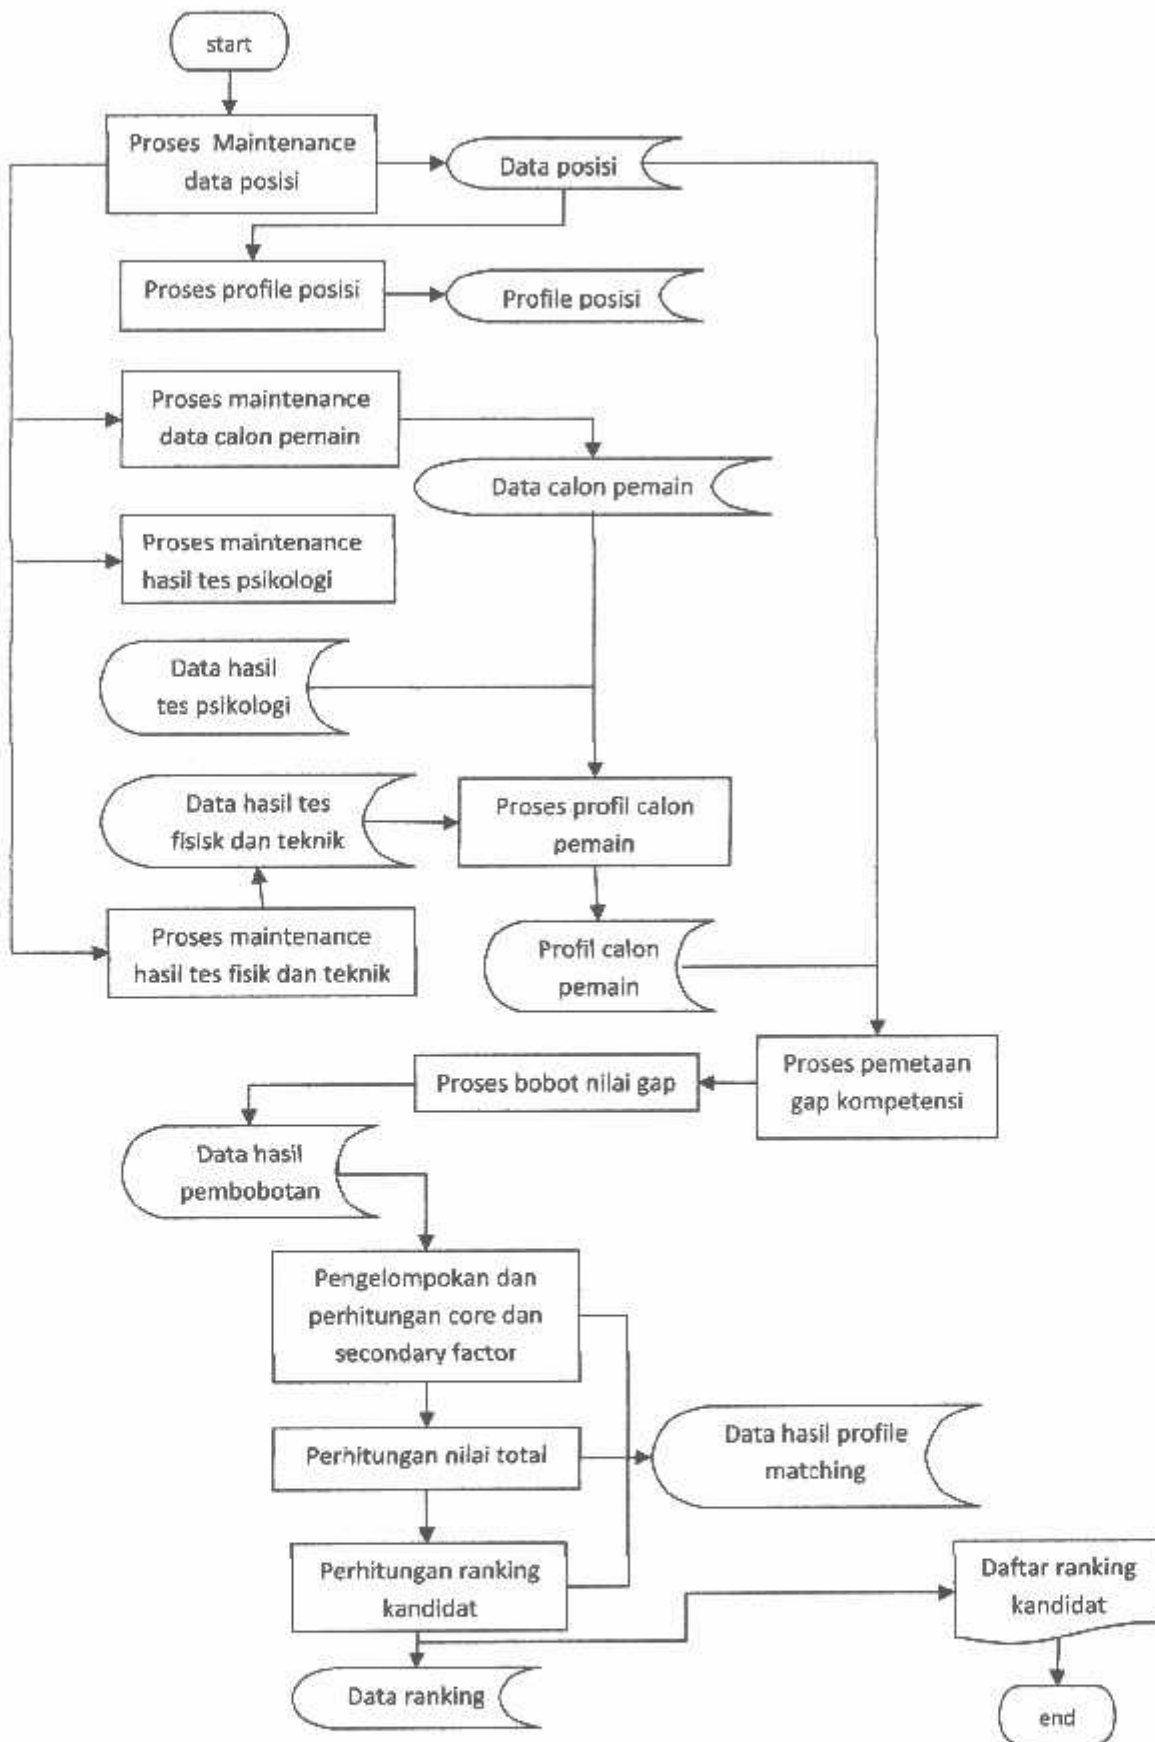 start
Proses Maintenance
data posisi
Data posisi
Proses profile posisi
Profile posisi
Proses maintenance
data calon pemain
Data calon pemain
Proses maintenance
hasil tes psikologi
Data hasil
tes psikologi
Data hasil tes
fisisk dan teknik
Proses profil calon
pemain
Proses maintenance
hasil tes fisik dan teknik
Profil calon
pemain
Proses pemetaan
gap kompetensi
Proses bobot nilai gap
Data hasil
pembobotan
Pengelompokan dan
perhitungan core dan
secondary factor
Perhitungan nilai total
Data hasil profile
matching
Perhitungan ranking
kandidat
Daftar ranking
kandidat
Data ranking
end